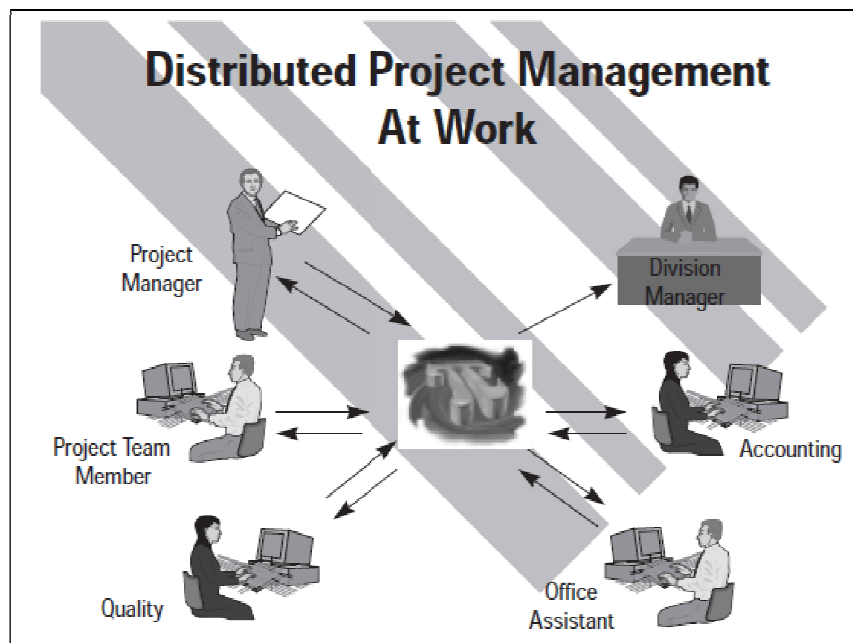 Distributed Project Management
At Work
Project
Manager
Division
Manager
Project Team
Member
Accounting
Quality
Office
Assistant